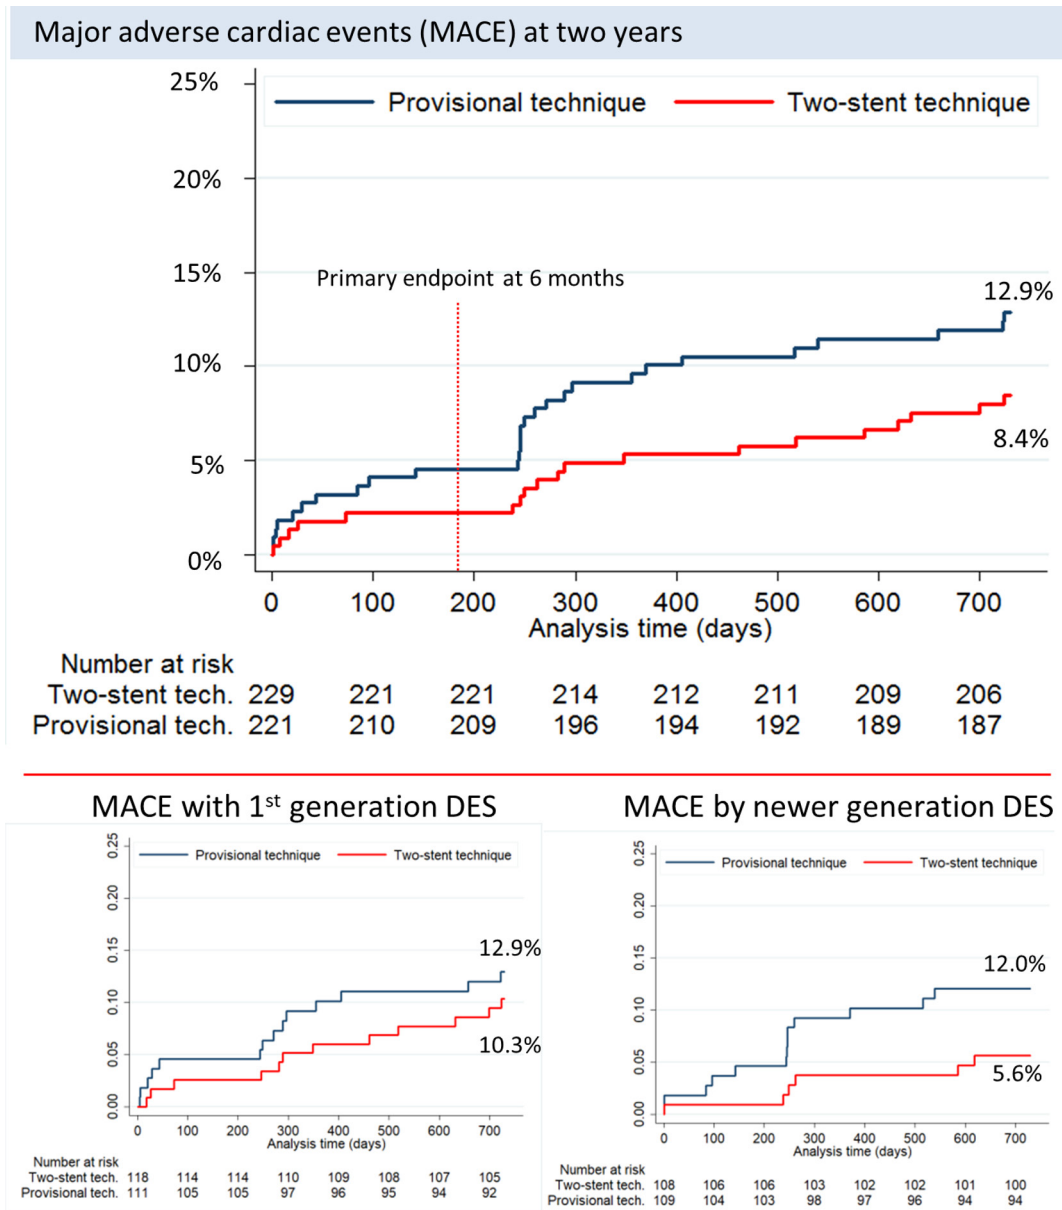 Major adverse cardiac events (MACE) at two years
Provisional technique Two-stent technique
25%
20%
15%
10%
5%
0%
Primary endpoint at 6 months
12.9%
8.4%
0 100 200 300 400 500 600 700
Analysis time (days)
Number at risk
Two-stent tech. 229 221 221 214 212 211 209 206
Provisional tech. 221 210 209 196 194 192 189 187
MACE with 1st generation DES
Provisional technique Two-stent technique
0.25
0.20
0.15
0.10
0.05
0.00
12.9%
10.3%
0 100 200 300 400 500 600 700
Analysis time (days)
Number at risk
Two-stent tech. 118 114 114 110 109 108 107 105
Provisional tech. 111 105 105 97 96 95 94 92
MACE by newer generation DES
Provisional technique Two-stent technique
0.25
0.20
0.15
0.10
0.05
0.00
12.0%
5.6%
0 100 200 300 400 500 600 700
Analysis time (days)
Number at risk
Two-stent tech. 108 106 106 103 102 102 101 100
Provisional tech. 109 104 103 98 97 96 94 94